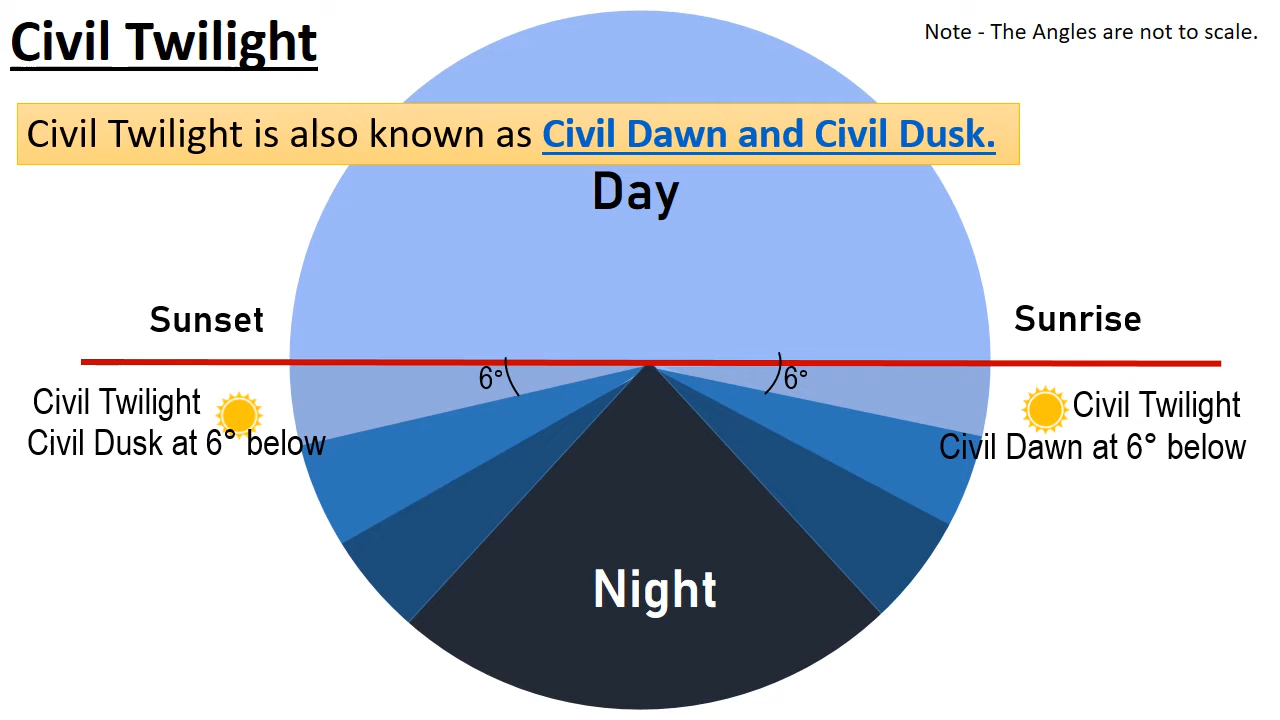 Civil Twilight
Note - The Angles are not to scale.
Civil Twilight is also known as Civil Dawn and Civil Dusk.
Day
Sunset
Sunrise
6°
6°
Civil Twilight
Civil Dusk at 6° below
Civil Twilight
Civil Dawn at 6° below
Night